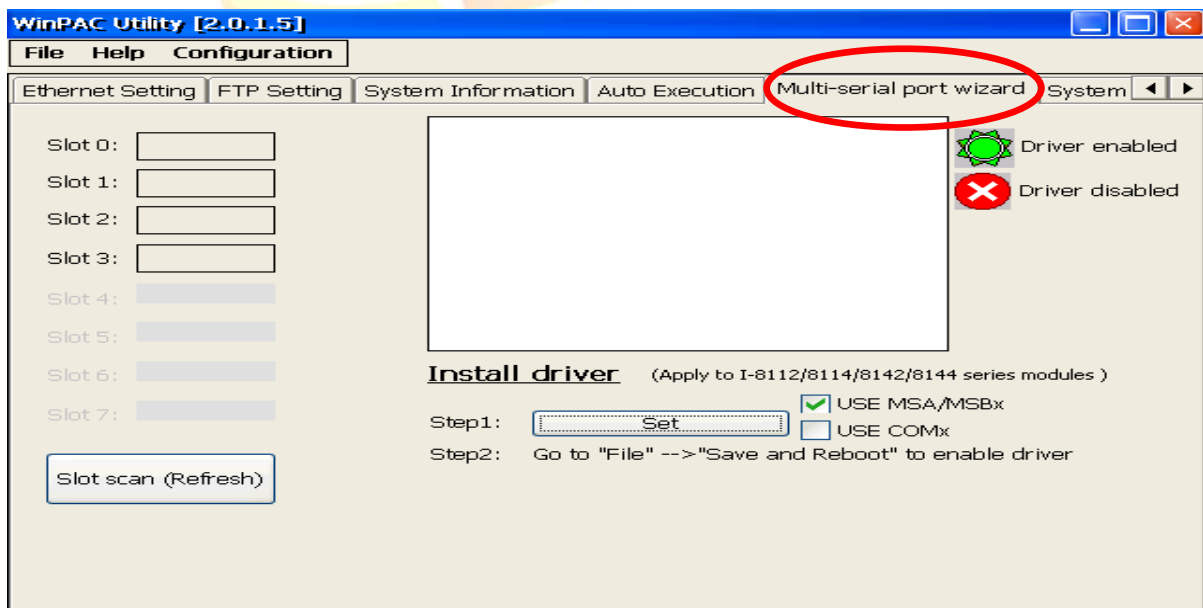 WinPAC Utility [2.0.1.5]
File Help Configuration
Ethernet Setting FTP Setting System Information Auto Execution Multi-serial port wizard System
Slot 0:
Slot 1:
Slot 2:
Slot 3:
Slot 4:
Slot 5:
Slot 6:
Slot 7:
Slot scan (Refresh)
Driver enabled
Driver disabled
Install driver (Apply to I-8112/8114/8142/8144 series modules )
Step1: Set
USE MSA/MSBx
USE COMx
Step2: Go to "File" -->"Save and Reboot" to enable driver